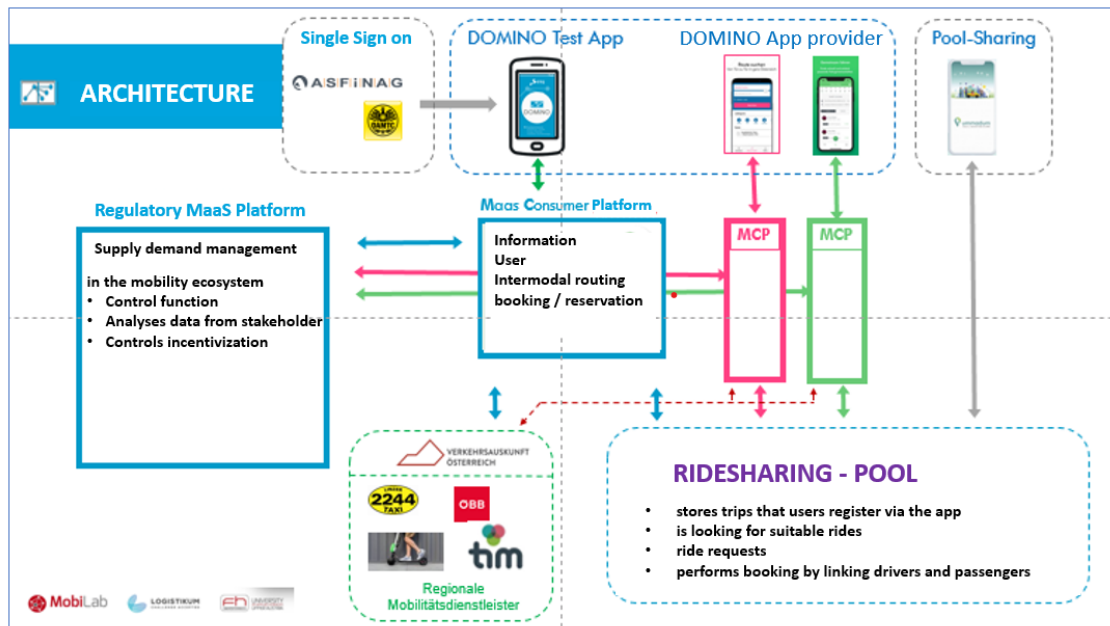 ARCHITECTURE
Single Sign on
ASFiNAG
ÖAMTC
DOMINO Test App
DOMINO
DOMINO App provider
Pool-Sharing
ummadum
Regulatory MaaS Platform
Supply demand management
in the mobility ecosystem
• Control function
• Analyses data from stakeholder
• Controls incentivization
Maas Consumer Platform
Information
User
Intermodal routing
booking / reservation
MCP
MCP
VERKEHRSAUSKUNFT
ÖSTERREICH
2244
TAXI
ÖBB
tim
Regionale
Mobilitätsdienstleister
RIDESHARING - POOL
• stores trips that users register via the app
• is looking for suitable rides
• ride requests
• performs booking by linking drivers and passengers
MobiLab
LOGISTIKUM
fh